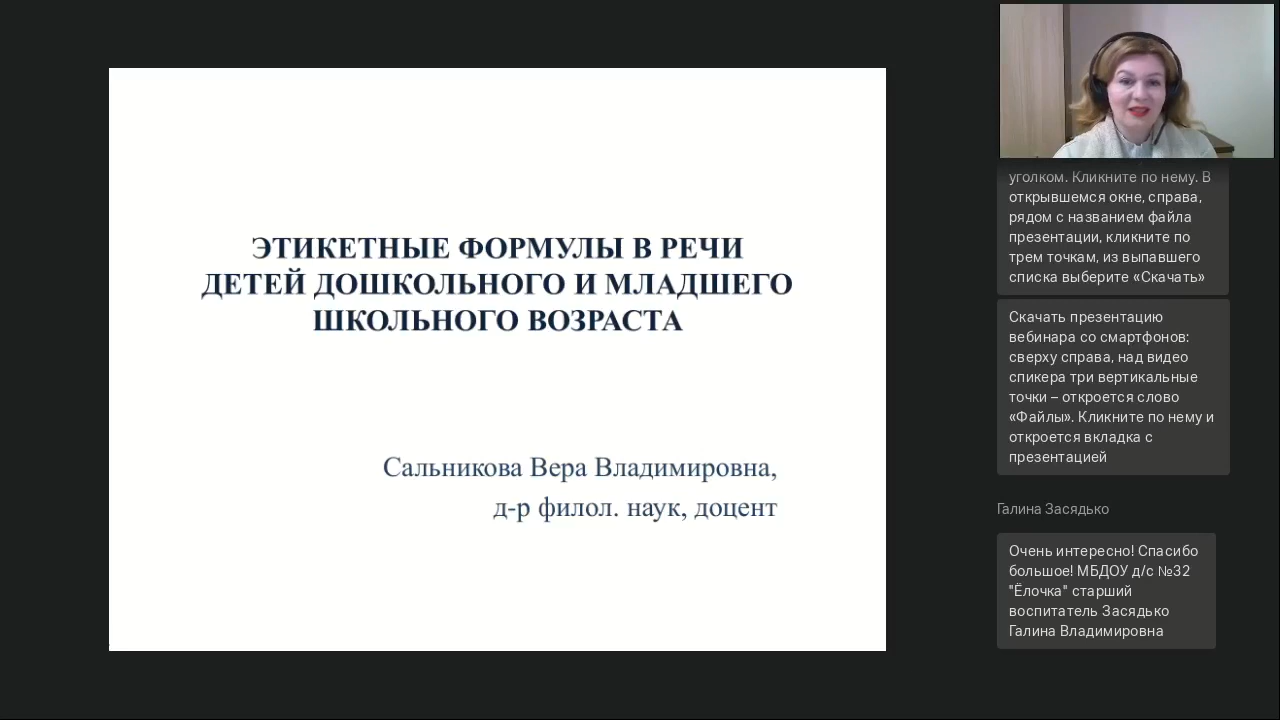 ЭТИКЕТНЫЕ ФОРМУЛЫ В РЕЧИ
ДЕТЕЙ ДОШКОЛЬНОГО И МЛАДШЕГО
ШКОЛЬНОГО ВОЗРАСТА
Сальникова Вера Владимировна,
д-р филол. наук, доцент
уголком. Кликните по нему. В
открывшемся окне, справа,
рядом с названием файла
презентации, кликните по
трем точкам, из выпавшего
списка выберите «Скачать»
Скачать презентацию
вебинара со смартфонов:
сверху справа, над видео
спикера три вертикальные
точки – откроется слово
«Файлы». Кликните по нему и
откроется вкладка с
презентацией
Галина Засядько
Очень интересно! Спасибо
большое! МБДОУ д/с №32
"Ёлочка" старший
воспитатель Засядько
Галина Владимировна